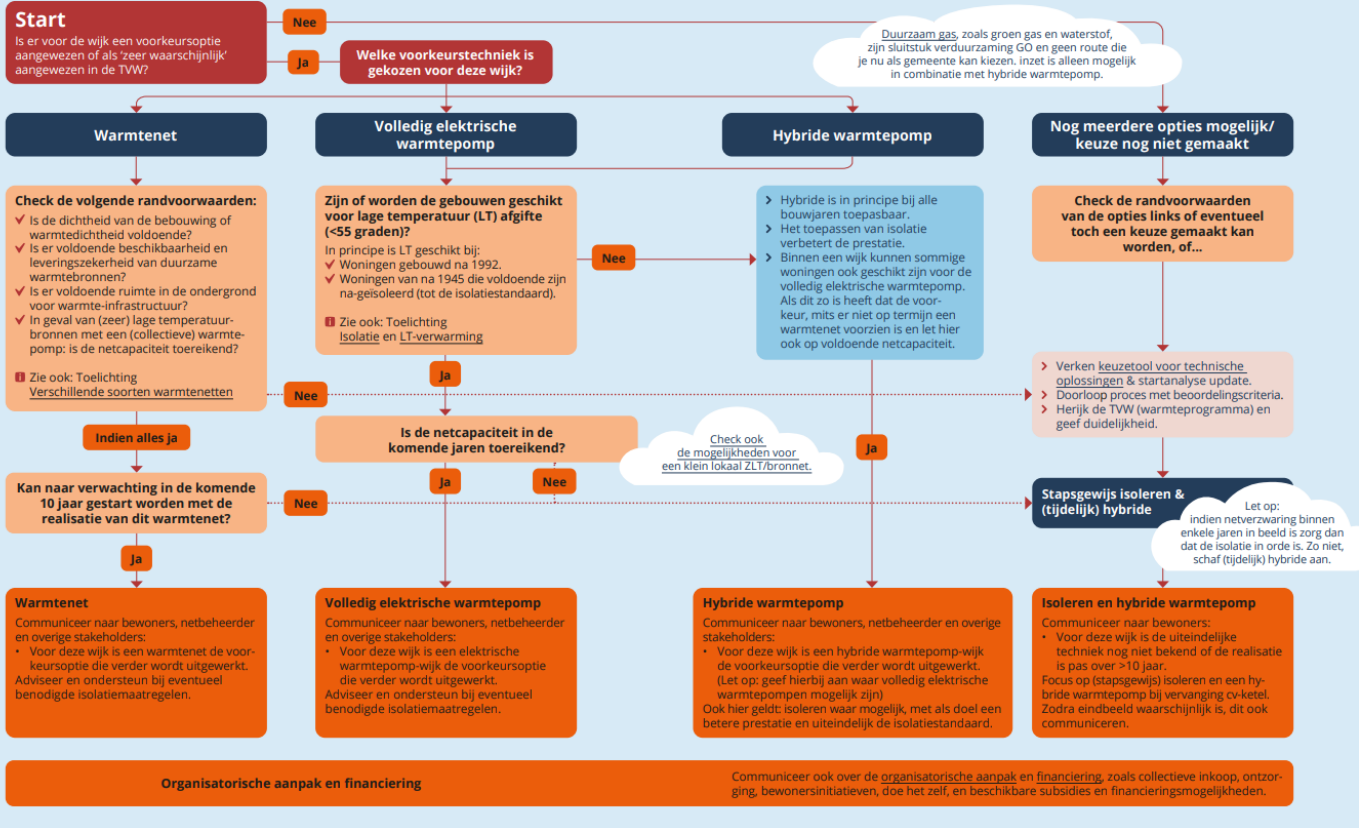 Start
Is er voor de wijk een voorkeursoptie
aangewezen of als ‘zeer waarschijnlijk’
aangewezen in de TVW?
Nee
Ja
Welke voorkeurstechniek is
gekozen voor deze wijk?
Duurzaam gas, zoals groen gas en waterstof,
zijn sluitstuk verduurzaming GO en geen route die
je nu als gemeente kan kiezen. inzet is alleen mogelijk
in combinatie met hybride warmtepomp.
Warmtenet
Volledig elektrische
warmtepomp
Hybride warmtepomp
Nog meerdere opties mogelijk/
keuze nog niet gemaakt
Check de volgende randvoorwaarden:
Is de dichtheid van de bebouwing of
warmtedichtheid voldoende?
Is er voldoende beschikbaarheid en
leveringszekerheid van duurzame
warmtebronnen?
Is er voldoende ruimte in de ondergrond
voor warmte-infrastructuur?
In geval van (zeer) lage temperatuur-
bronnen met een (collectieve) warmte-
pomp: is de netcapaciteit toereikend?
Zie ook: Toelichting
Verschillende soorten warmtenetten
Zijn of worden de gebouwen geschikt
voor lage temperatuur (LT) afgifte
(<55 graden)?
In principe is LT geschikt bij:
Woningen gebouwd na 1992.
Woningen van na 1945 die voldoende zijn
na-geïsoleerd (tot de isolatiestandaard).
Zie ook: Toelichting
Isolatie en LT-verwarming
Nee
Hybride is in principe bij alle
bouwjaren toepasbaar.
Het toepassen van isolatie
verbetert de prestatie.
Binnen een wijk kunnen sommige
woningen ook geschikt zijn voor de
volledig elektrische warmtepomp.
Als dit zo is heeft dat de voor-
keur, mits er niet op termijn een
warmtenet voorzien is en let hier
ook op voldoende netcapaciteit.
Check de randvoorwaarden
van de opties links of eventueel
toch een keuze gemaakt kan
worden, of...
Verken keuzetool voor technische
oplossingen & startanalyse update.
Doorloop proces met beoordelingscriteria.
Herijk de TVW (warmteprogramma) en
geef duidelijkheid.
Ja
Nee
Indien alles ja
Is de netcapaciteit in de
komende jaren toereikend?
Check ook
de mogelijkheden voor
een klein lokaal ZLT/bronnet.
Ja
Kan naar verwachting in de komende
10 jaar gestart worden met de
realisatie van dit warmtenet?
Nee
Ja
Nee
Stapsgewijs isoleren &
(tijdelijk) hybride
Let op:
indien netverzwaring binnen
enkele jaren in beeld is zorg dan
dat de isolatie in orde is. Zo niet,
schaf (tijdelijk) hybride aan.
Ja
Warmtenet
Communiceer naar bewoners, netbeheerder
en overige stakeholders:
• Voor deze wijk is een warmtenet de voor-
keursoptie die verder wordt uitgewerkt.
Adviseer en ondersteun bij eventueel
benodigde isolatiemaatregelen.
Volledig elektrische warmtepomp
Communiceer naar bewoners, netbeheerder
en overige stakeholders:
• Voor deze wijk is een elektrische
warmtepomp-wijk de voorkeursoptie
die verder wordt uitgewerkt.
Adviseer en ondersteun bij eventueel
benodigde isolatiemaatregelen.
Hybride warmtepomp
Communiceer naar bewoners, netbeheerder en overige
stakeholders:
• Voor deze wijk is een hybride warmtepomp-wijk
de voorkeursoptie die verder wordt uitgewerkt.
(Let op: geef hierbij aan waar volledig elektrische
warmtepompen mogelijk zijn)
Ook hier geldt: isoleren waar mogelijk, met als doel een
betere prestatie en uiteindelijk de isolatiestandaard.
Isoleren en hybride warmtepomp
Communiceer naar bewoners:
• Voor deze wijk is de uiteindelijke
techniek nog niet bekend of de realisatie
is pas over >10 jaar.
Focus op (stapsgewijs) isoleren en een hy-
bride warmtepomp bij vervanging cv-ketel.
Zodra eindbeeld waarschijnlijk is, dit ook
communiceren.
Organisatorische aanpak en financiering
Communiceer ook over de organisatorische aanpak en financiering, zoals collectieve inkoop, ontzor-
ging, bewonersinitiatieven, doe het zelf, en beschikbare subsidies en financieringsmogelijkheden.